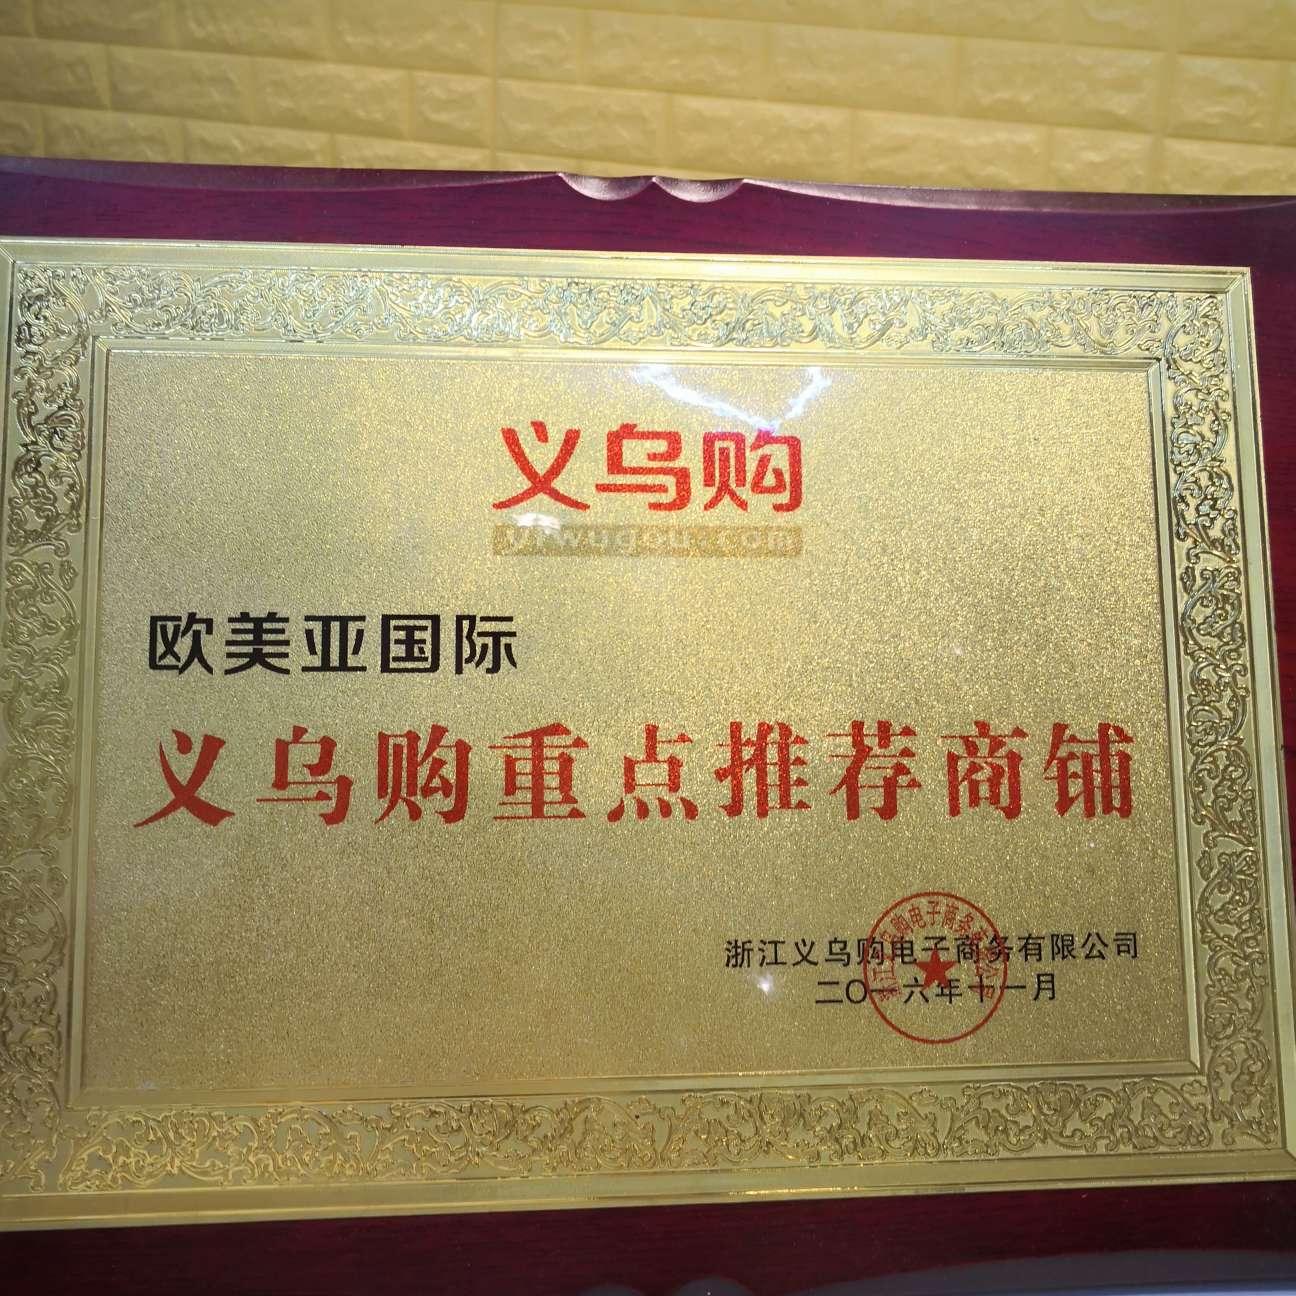 义乌购
yiwugou.com
欧美亚国际
义乌购重点推荐商铺
浙江义乌购电子商务有限公司
二〇一六年十一月